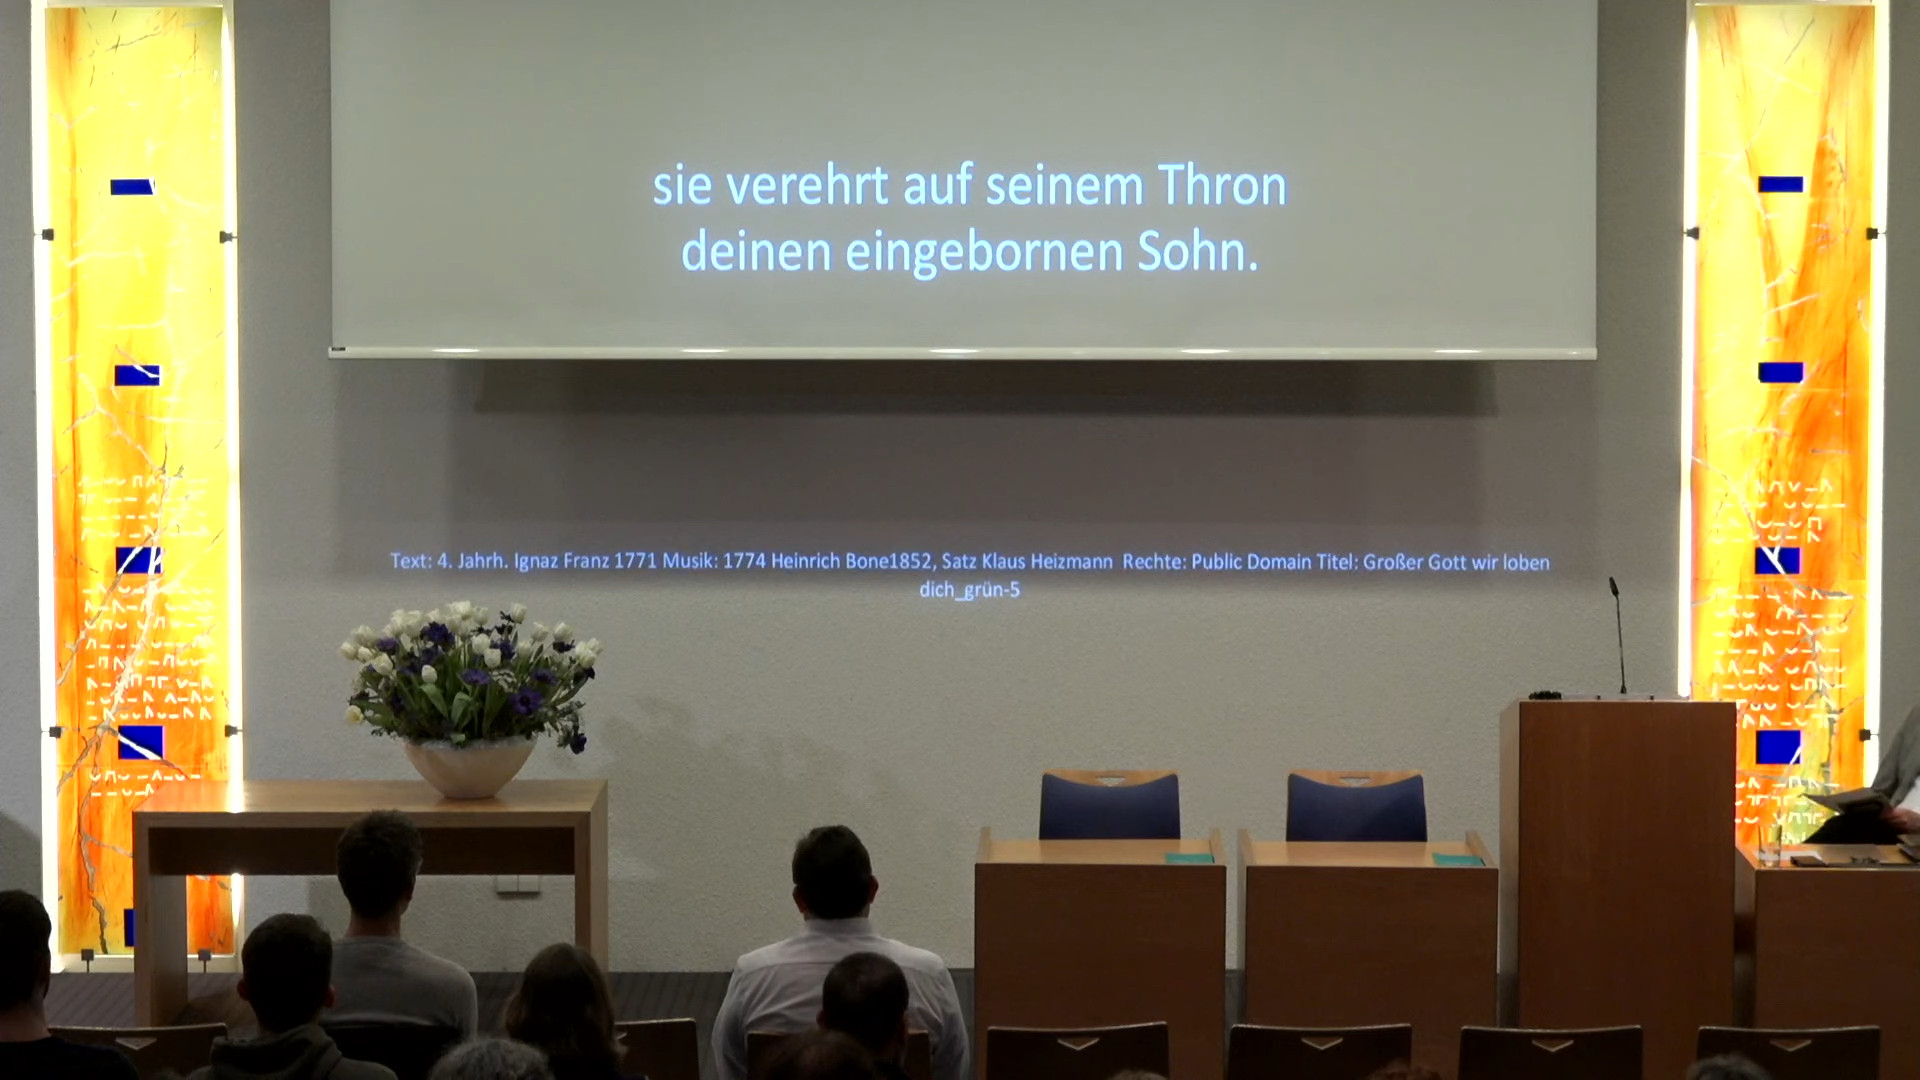 sie verehrt auf seinem Thron
deinen eingebornen Sohn.
Text: 4. Jahrh. Ignaz Franz 1771 Musik: 1774 Heinrich Bone1852, Satz Klaus Heizmann  Rechte: Public Domain Titel: Großer Gott wir loben
dich_grün-5